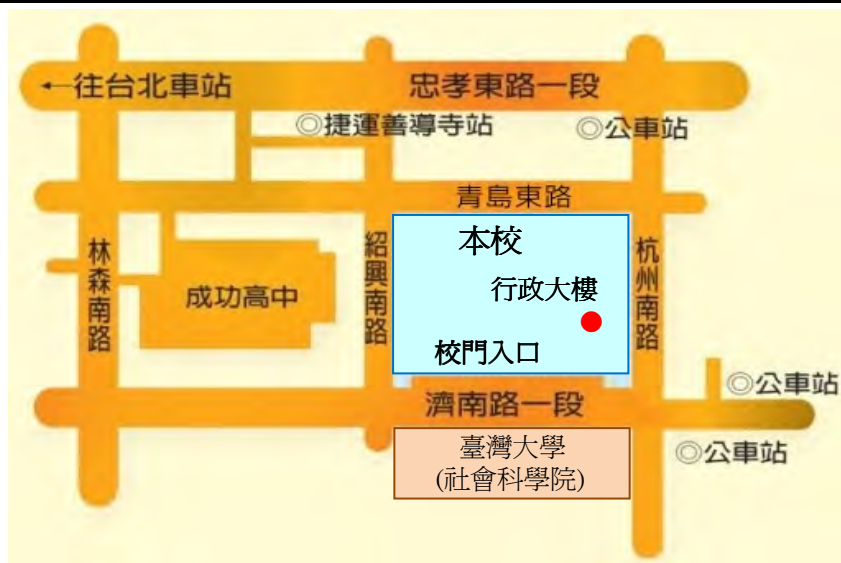 ←往台北車站
忠孝東路一段
◎捷運善導寺站
◎公車站
青島東路
林森南路
成功高中
紹興南路
本校
行政大樓
校門入口
杭州南路
濟南路一段
◎公車站
臺灣大學
(社會科學院)
◎公車站